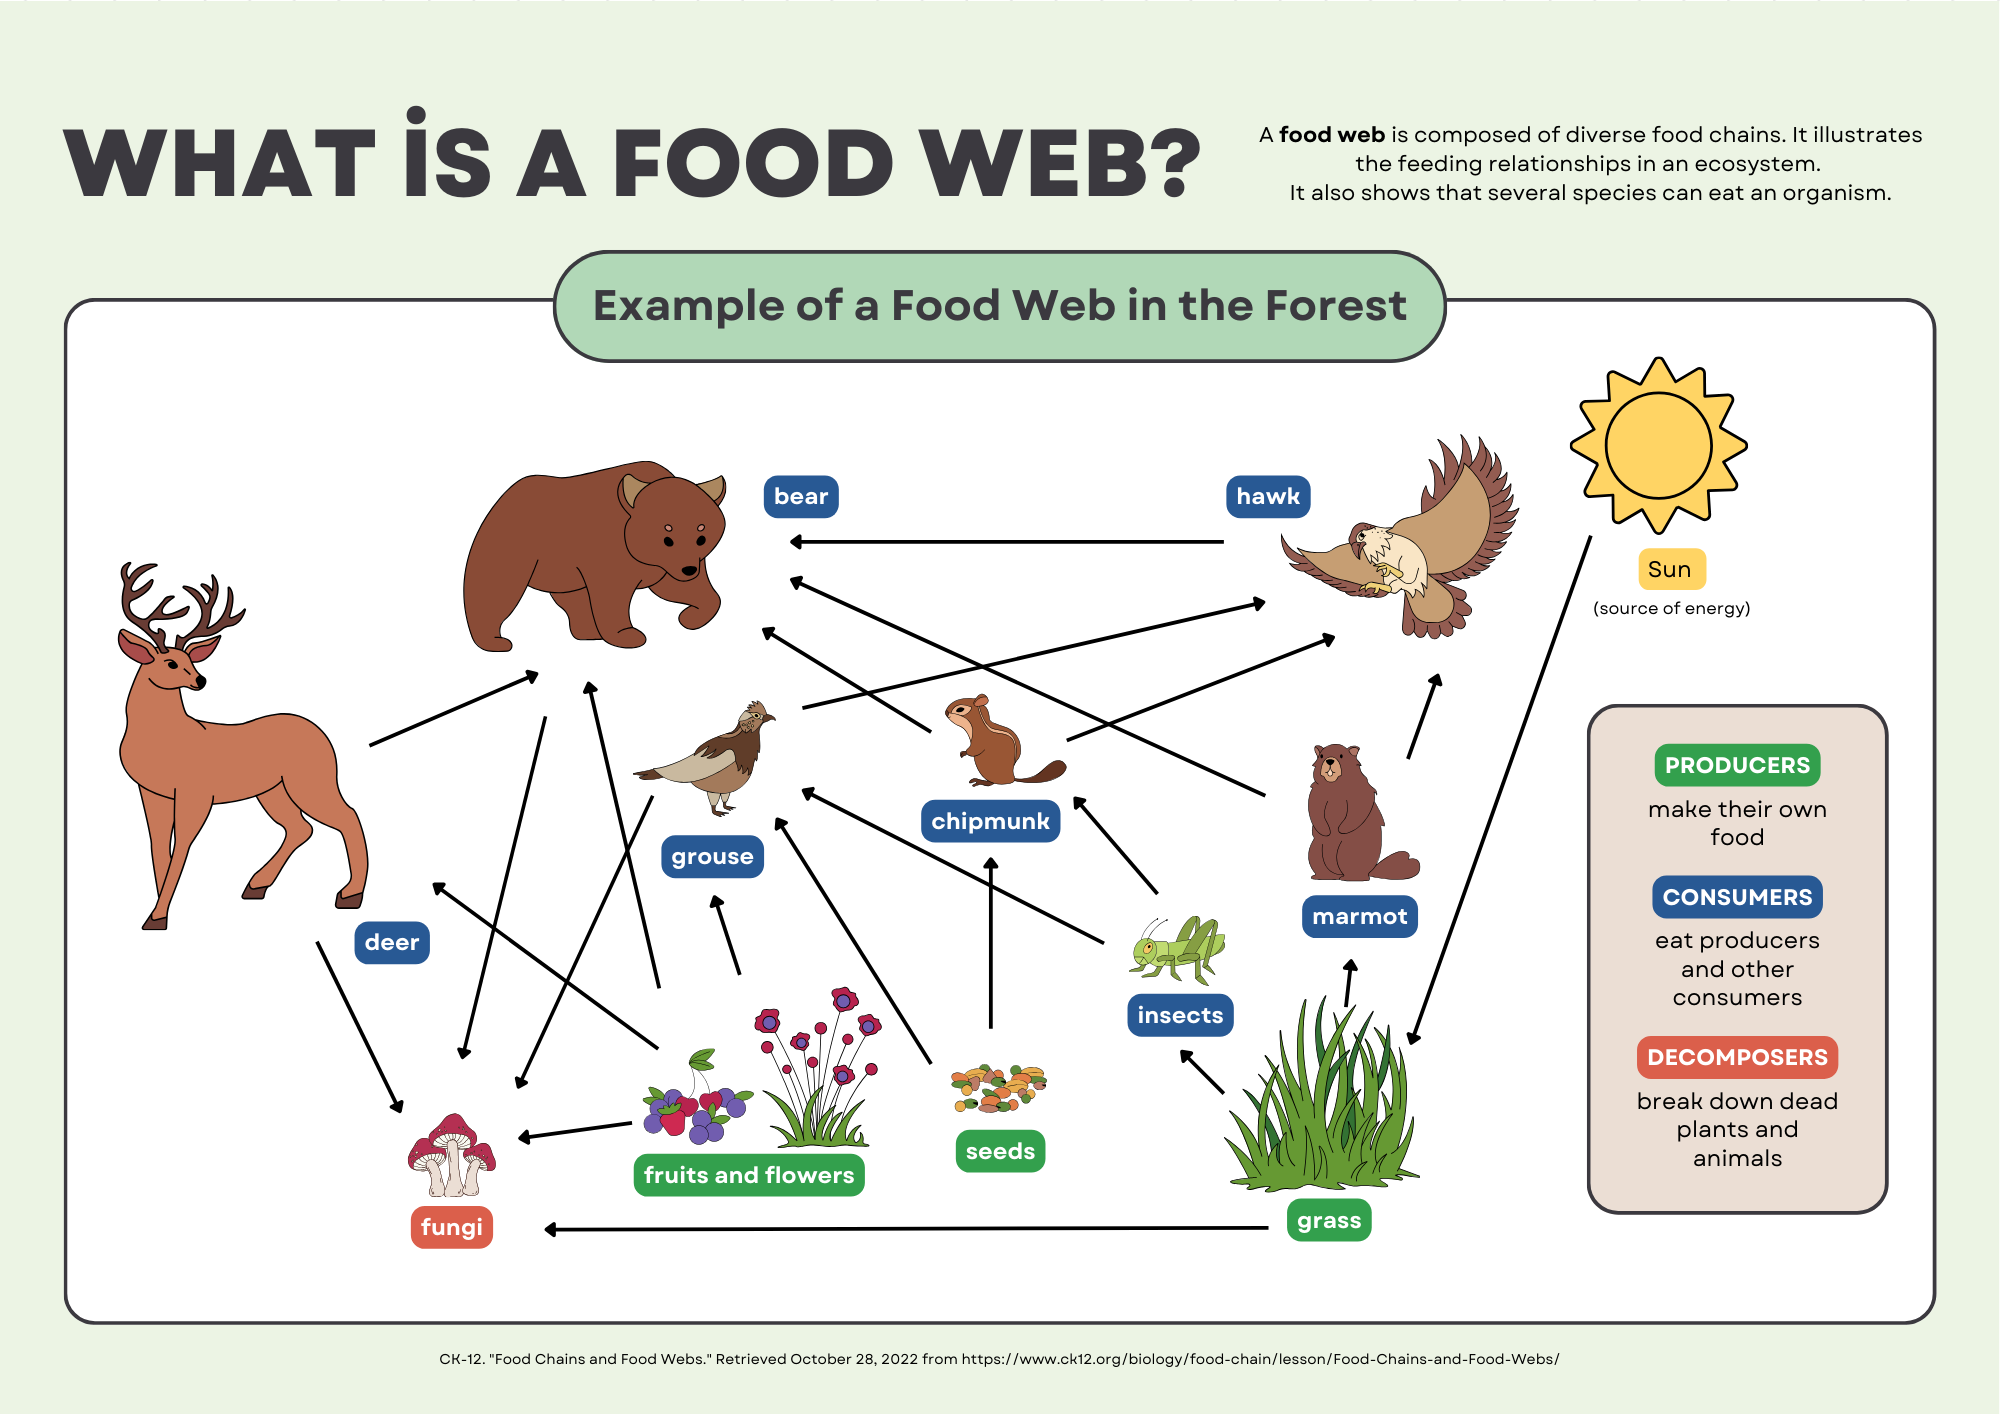 WHAT İS A FOOD WEB?
A food web is composed of diverse food chains. It illustrates
the feeding relationships in an ecosystem.
It also shows that several species can eat an organism.
Example of a Food Web in the Forest
bear
hawk
Sun
(source of energy)
chipmunk
grouse
marmot
deer
insects
seeds
fruits and flowers
grass
fungi
PRODUCERS
make their own
food
CONSUMERS
eat producers
and other
consumers
DECOMPOSERS
break down dead
plants and
animals
CK-12. "Food Chains and Food Webs." Retrieved October 28, 2022 from https://www.ck12.org/biology/food-chain/lesson/Food-Chains-and-Food-Webs/